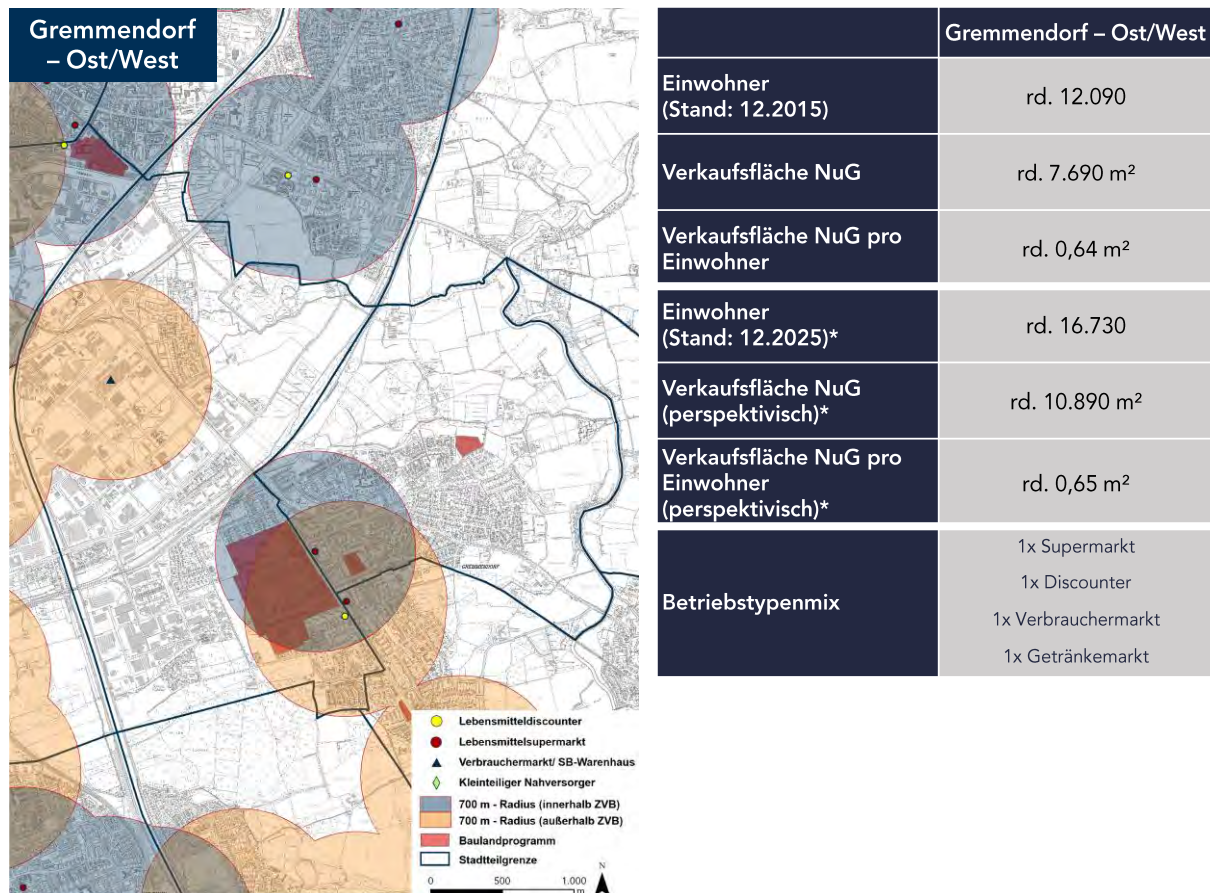 Gremmendorf
– Ost/West
GREMMENDORF
Lebensmitteldiscounter
Lebensmittelsupermarkt
Verbrauchermarkt/ SB-Warenhaus
Kleinteiliger Nahversorger
700 m - Radius (innerhalb ZVB)
700 m - Radius (außerhalb ZVB)
Baulandprogramm
Stadtteilgrenze
N
0 500 1.000
m
Gremmendorf – Ost/West
Einwohner
(Stand: 12.2015)
rd. 12.090
Verkaufsfläche NuG
rd. 7.690 m²
Verkaufsfläche NuG pro
Einwohner
rd. 0,64 m²
Einwohner
(Stand: 12.2025)*
rd. 16.730
Verkaufsfläche NuG
(perspektivisch)*
rd. 10.890 m²
Verkaufsfläche NuG pro
Einwohner
(perspektivisch)*
rd. 0,65 m²
Betriebstypenmix
1x Supermarkt
1x Discounter
1x Verbrauchermarkt
1x Getränkemarkt